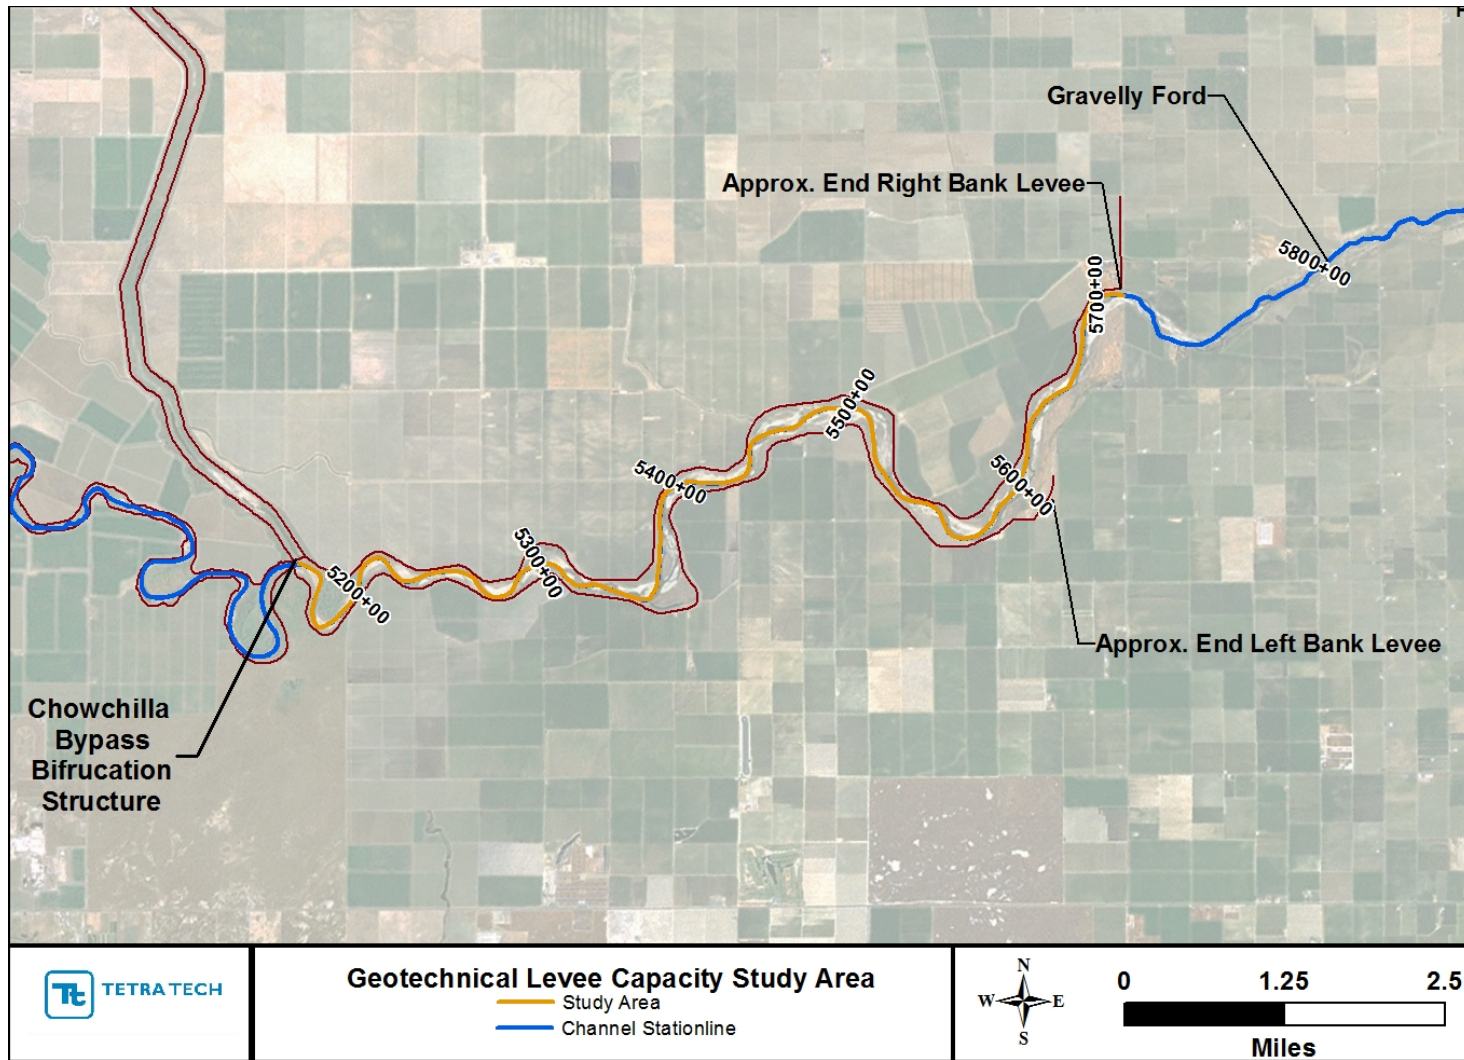 Gravelly Ford
Approx. End Right Bank Levee
5800+00
5700+00
5500+00
5400+00
5600+00
5300+00
5200+00
Approx. End Left Bank Levee
Chowchilla
Bypass
Bifrucation
Structure
Tt TETRA TECH
Geotechnical Levee Capacity Study Area
Study Area
Channel Stationline
N
W E
S
0 1.25 2.5
Miles